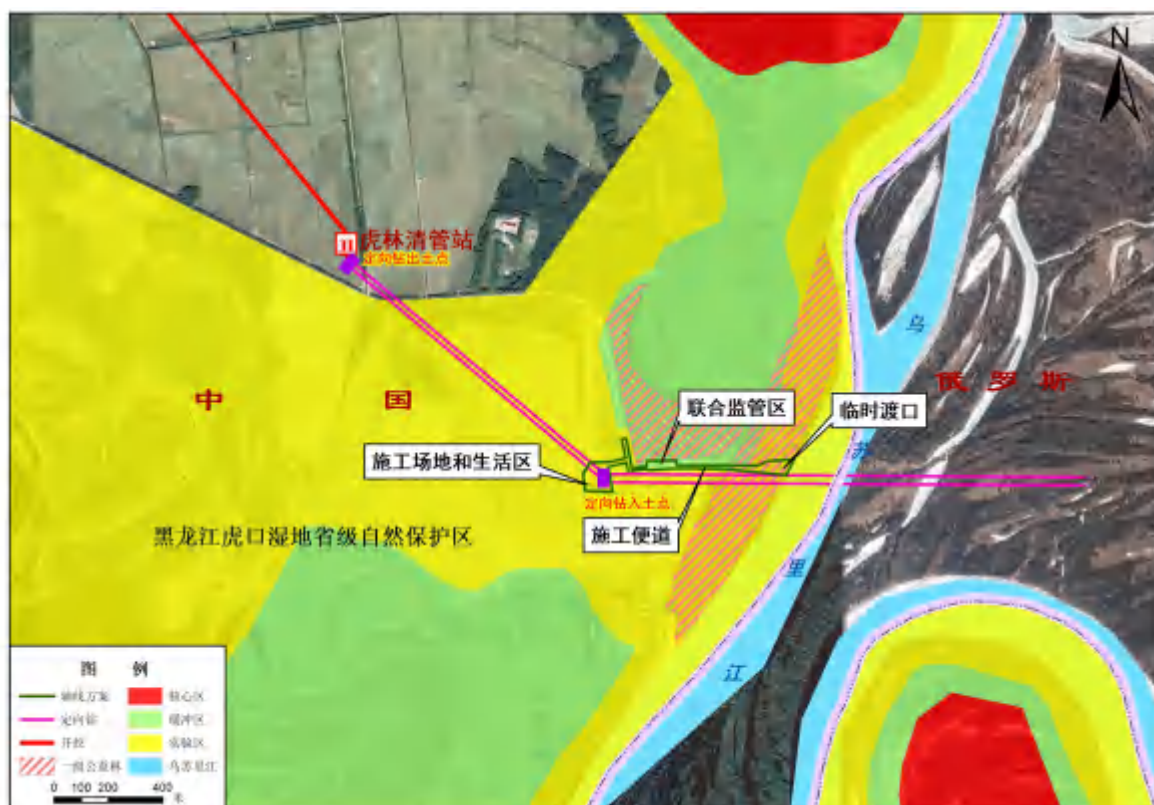 N
虎林清管站
定向钻出土点
乌
中 国
俄 罗 斯
联合监管区
临时渡口
苏
施工场地和生活区
定向钻入土点
施工便道
黑龙江虎口湿地省级自然保护区
里
江
图 例
定向钻
开挖
核心区
缓冲区
实验区
乌苏里江
0 100 200 400
米